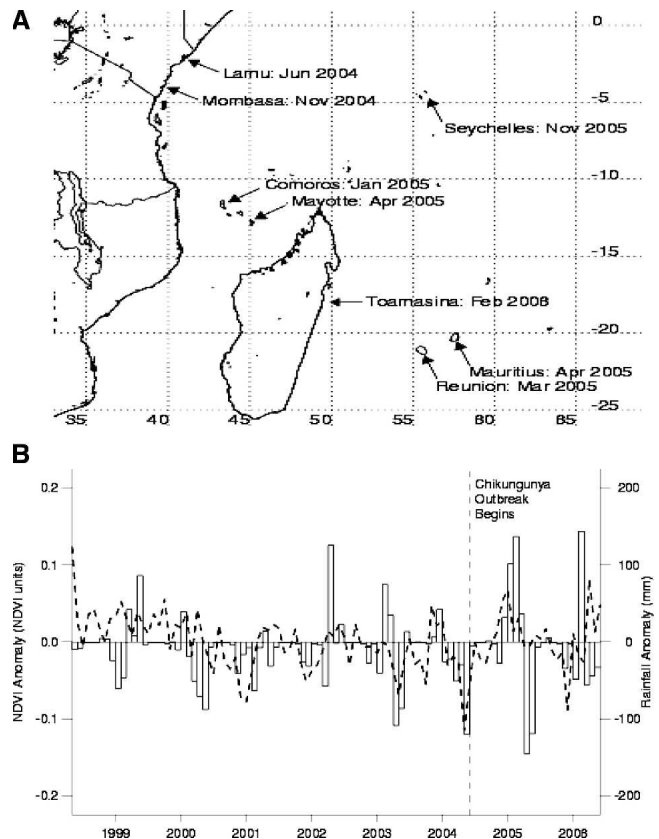 A
0
Lamu: Jun 2004
Mombasa: Nov 2004
-5
Seychelles: Nov 2005
-10
Comoros: Jan 2005
Mayotte: Apr 2005
-15
Toamasina: Feb 2006
-20
Mauritius: Apr 2005
Reunion: Mar 2005
-25
35 40 45 50 55 60 65
B
0.2 200
Chikungunya
Outbreak
Begins
0.1 100
NDVI Anomaly (NDVI units)
0.0 0
Rainfall Anomaly (mm)
-0.1 -100
-0.2 -200
1999 2000 2001 2002 2003 2004 2005 2006